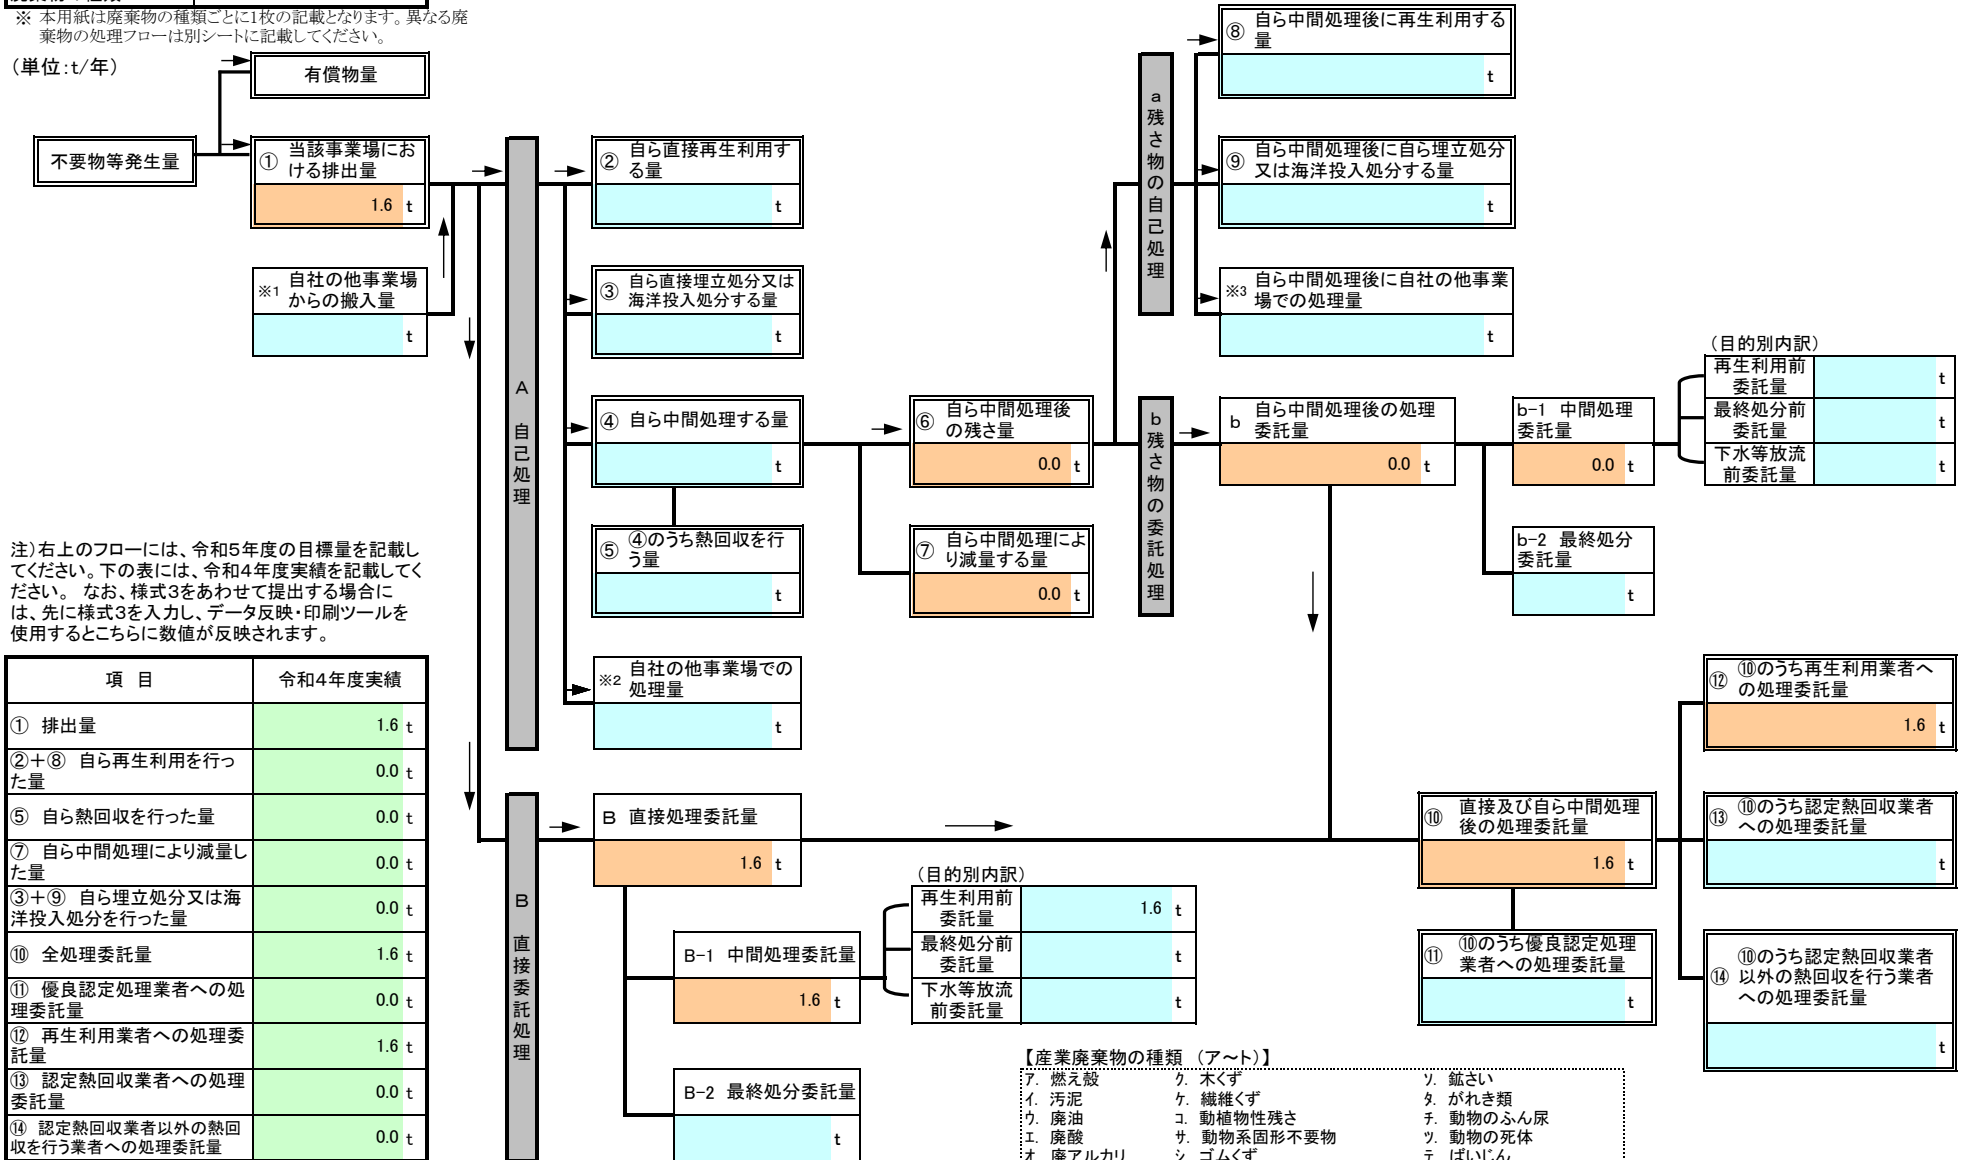 ※ 本用紙は廃棄物の種類ごとに1枚の記載となります。異なる廃
棄物の処理フローは別シートに記載してください。
（単位:t/年）
有償物量
不要物等発生量
① 当該事業場にお
ける排出量
1.6 t
※1 自社の他事業場
からの搬入量
t
A 自己処理
② 自ら直接再生利用す
る量
t
③ 自ら直接埋立処分又は
海洋投入処分する量
t
④ 自ら中間処理する量
t
⑤ ④のうち熱回収を行
う量
t
※2 自社の他事業場での
処理量
t
⑥ 自ら中間処理後
の残さ量
0.0 t
⑦ 自ら中間処理によ
り減量する量
0.0 t
a 残さ物の自己処理
⑧ 自ら中間処理後に再生利用する
量
t
⑨ 自ら中間処理後に自ら埋立処分
又は海洋投入処分する量
t
※3 自ら中間処理後に自社の他事業
場での処理量
t
b 残さ物の委託処理
b 自ら中間処理後の処理
委託量
0.0 t
b-1 中間処理
委託量
0.0 t
（目的別内訳）
再生利用前
委託量
t
最終処分前
委託量
t
下水等放流
前委託量
t
b-2 最終処分
委託量
t
注）右上のフローには、令和5年度の目標量を記載し
てください。下の表には、令和4年度実績を記載してく
ださい。 なお、様式3をあわせて提出する場合に
は、先に様式3を入力し、データ反映・印刷ツールを
使用するとこちらに数値が反映されます。
項 目 令和4年度実績
① 排出量 1.6 t
②＋⑧ 自ら再生利用を行っ
た量 0.0 t
⑤ 自ら熱回収を行った量 0.0 t
⑦ 自ら中間処理により減量し
た量 0.0 t
③＋⑨ 自ら埋立処分又は海
洋投入処分を行った量 0.0 t
⑩ 全処理委託量 1.6 t
⑪ 優良認定処理業者への処
理委託量 0.0 t
⑫ 再生利用業者への処理委
託量 1.6 t
⑬ 認定熱回収業者への処理
委託量 0.0 t
⑭ 認定熱回収業者以外の熱回
収を行う業者への処理委託量 0.0 t
B 直接委託処理
B 直接処理委託量
1.6 t
B-1 中間処理委託量
1.6 t
（目的別内訳）
再生利用前
委託量
1.6 t
最終処分前
委託量
t
下水等放流
前委託量
t
B-2 最終処分委託量
t
⑩ 直接及び自ら中間処理
後の処理委託量
1.6 t
⑪ ⑩のうち優良認定処理
業者への処理委託量
t
⑫ ⑩のうち再生利用業者へ
の処理委託量
1.6 t
⑬ ⑩のうち認定熱回収業者
への処理委託量
t
⑭ ⑩のうち認定熱回収業者
以外の熱回収を行う業者
への処理委託量
t
【産業廃棄物の種類 （ア～ト）】
ア. 燃え殻 ク. 木くず ソ. 鉱さい
イ. 汚泥 ケ. 繊維くず タ. がれき類
ウ. 廃油 コ. 動植物性残さ チ. 動物のふん尿
エ. 廃酸 サ. 動物系固形不要物 ツ. 動物の死体
オ. 廃アルカリ シ. ゴムくず テ. ばいじん